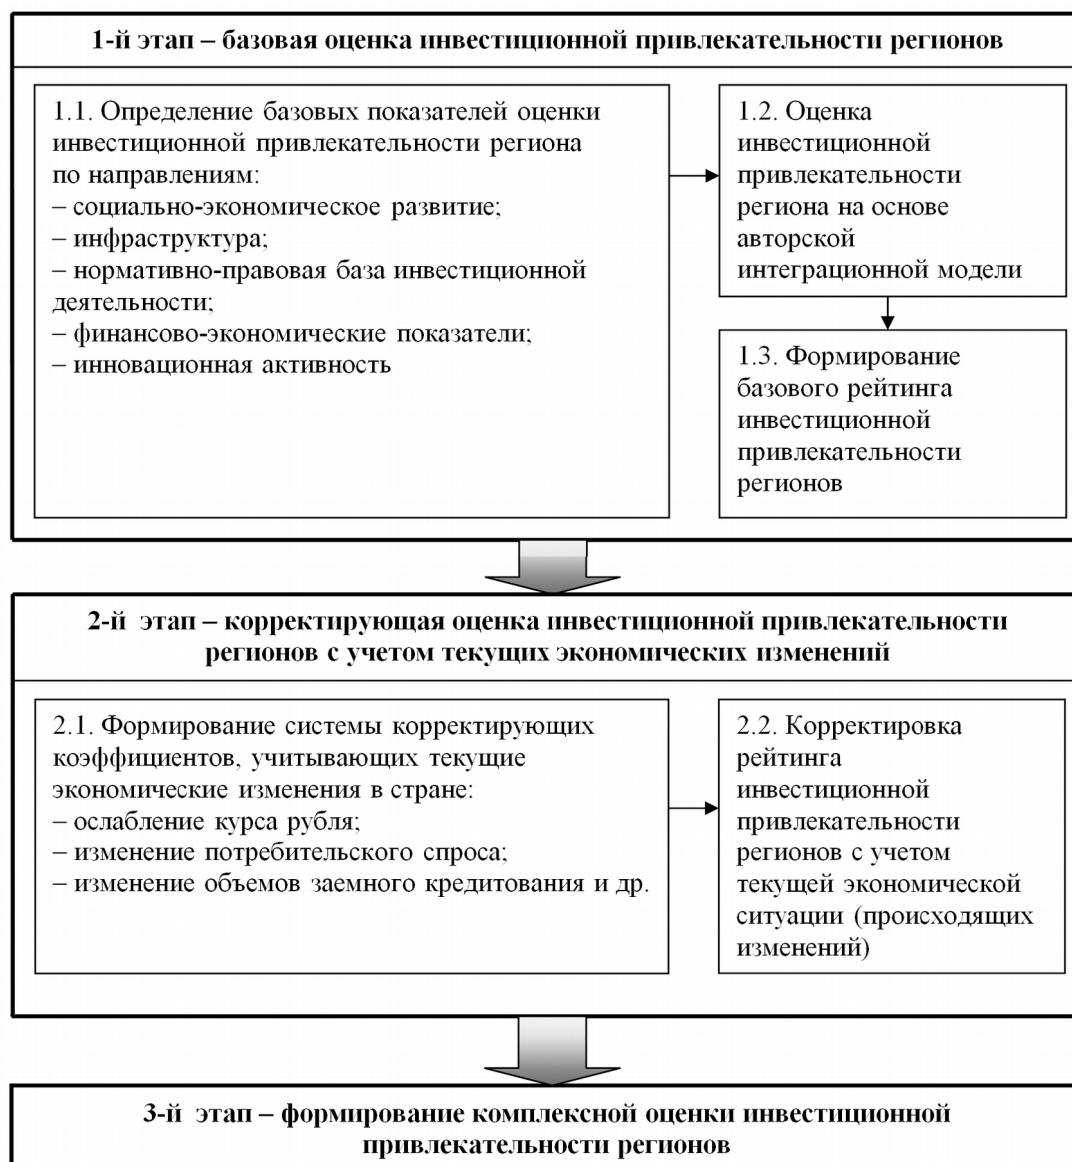 1-й этап – базовая оценка инвестиционной привлекательности регионов
1.1. Определение базовых показателей оценки
инвестиционной привлекательности региона
по направлениям:
– социально-экономическое развитие;
– инфраструктура;
– нормативно-правовая база инвестиционной
деятельности;
– финансово-экономические показатели;
– инновационная активность
1.2. Оценка
инвестиционной
привлекательности
региона на основе
авторской
интеграционной модели
1.3. Формирование
базового рейтинга
инвестиционной
привлекательности
регионов
2-й этап – корректирующая оценка инвестиционной привлекательности
регионов с учетом текущих экономических изменений
2.1. Формирование системы корректирующих
коэффициентов, учитывающих текущие
экономические изменения в стране:
– ослабление курса рубля;
– изменение потребительского спроса;
– изменение объемов заемного кредитования и др.
2.2. Корректировка
рейтинга
инвестиционной
привлекательности
регионов с учетом
текущей экономической
ситуации (происходящих
изменений)
3-й этап – формирование комплексной оценки инвестиционной
привлекательности регионов